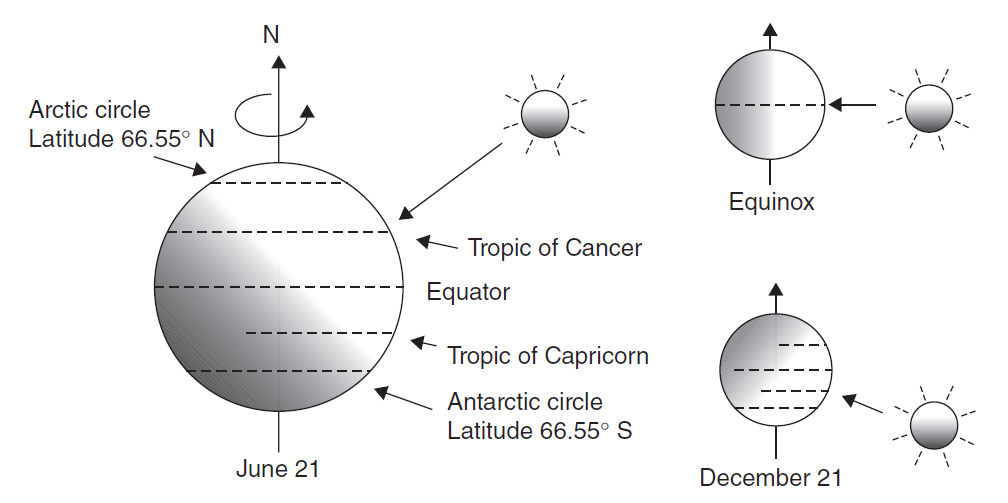 N
Arctic circle
Latitude 66.55° N
Tropic of Cancer
Equator
Tropic of Capricorn
Antarctic circle
Latitude 66.55° S
June 21
Equinox
December 21